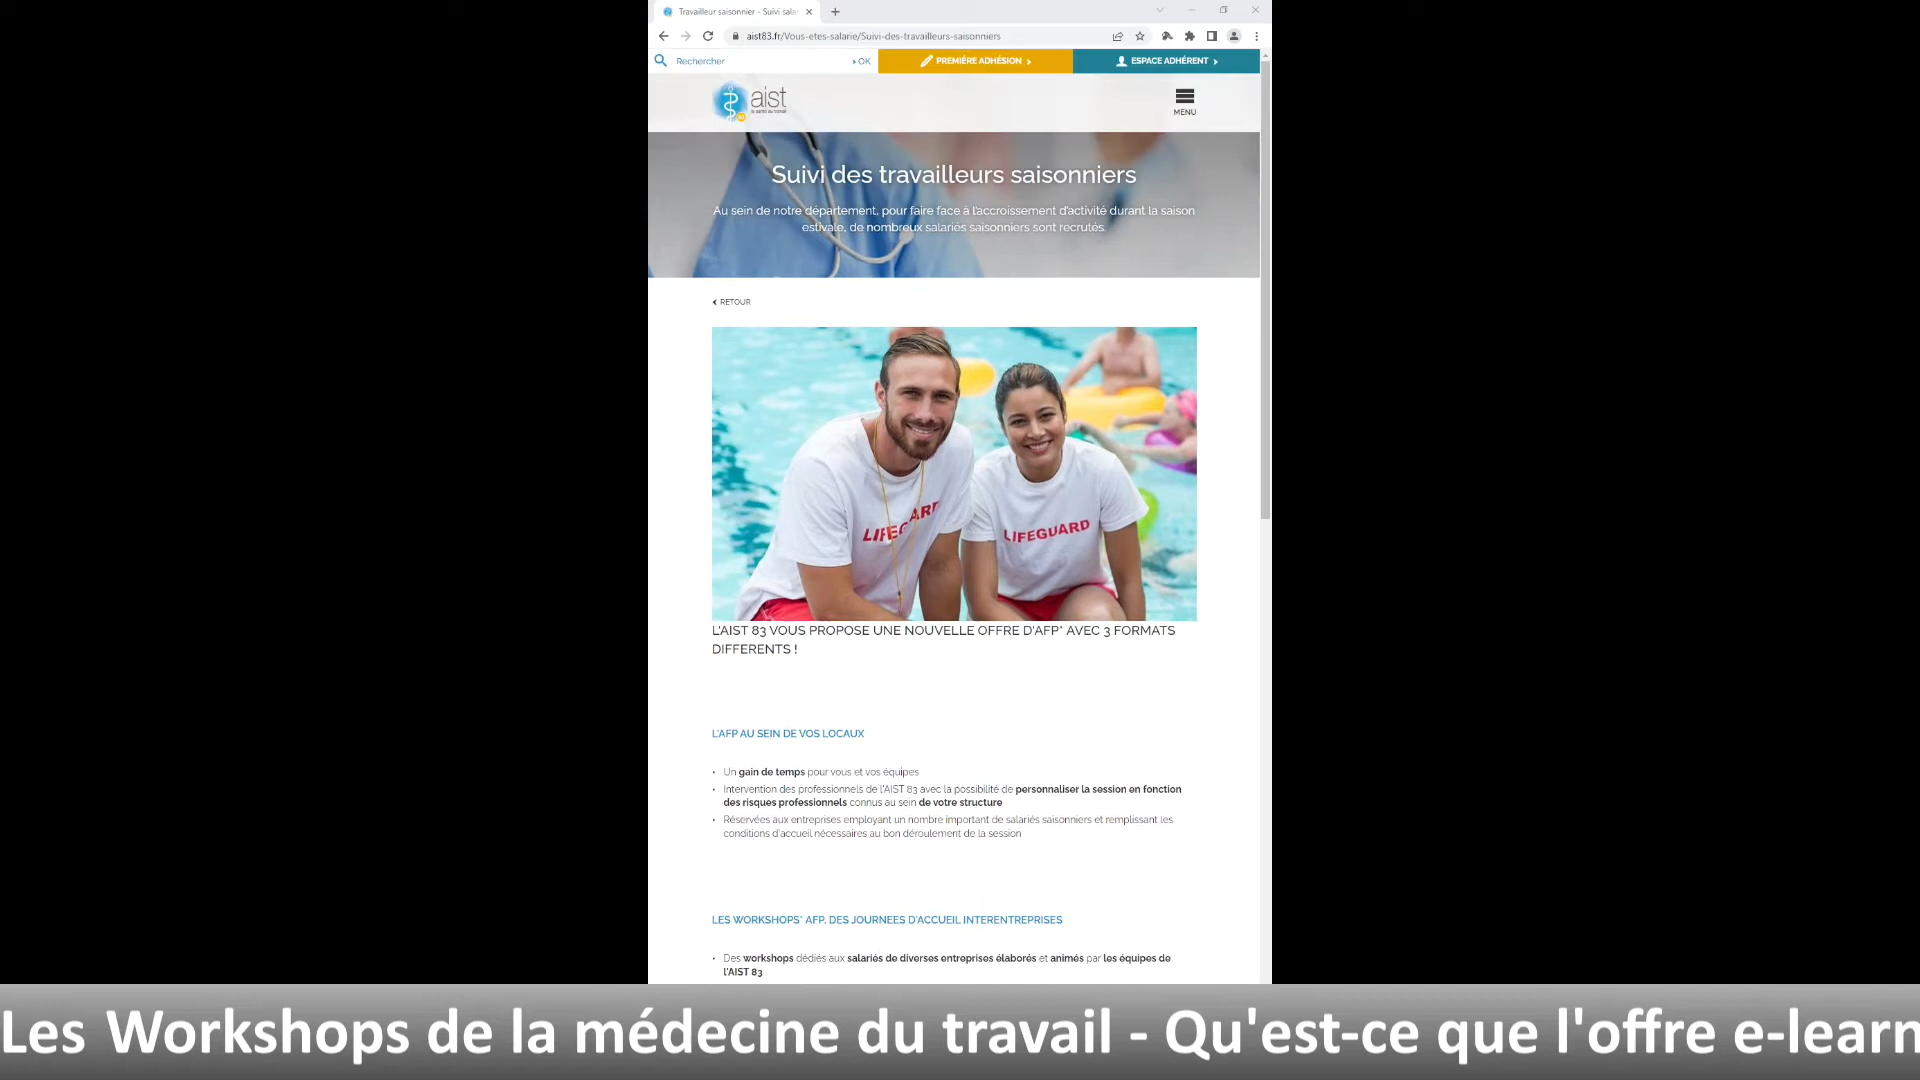 Travailleur saisonnier - Suivi sala
aist83.fr/Vous-etes-salarie/Suivi-des-travailleurs-saisonniers
Rechercher
› OK
PREMIÈRE ADHÉSION ›
ESPACE ADHÉRENT ›
aist
la santé au travail
MENU
Suivi des travailleurs saisonniers
Au sein de notre département, pour faire face à l'accroissement d'activité durant la saison
estivale, de nombreux salariés saisonniers sont recrutés.
RETOUR
LIFEGUARD
LIFEGUARD
L'AIST 83 VOUS PROPOSE UNE NOUVELLE OFFRE D'AFP* AVEC 3 FORMATS
DIFFERENTS !
L'AFP AU SEIN DE VOS LOCAUX
• Un gain de temps pour vous et vos équipes
• Intervention des professionnels de l'AIST 83 avec la possibilité de personnaliser la session en fonction
des risques professionnels connus au sein de votre structure
• Réservées aux entreprises employant un nombre important de salariés saisonniers et remplissant les
conditions d'accueil nécessaires au bon déroulement de la session
LES WORKSHOPS* AFP, DES JOURNEES D'ACCUEIL INTERENTREPRISES
• Des workshops dédiés aux salariés de diverses entreprises élaborés et animés par les équipes de
l'AIST 83
Les Workshops de la médecine du travail - Qu'est-ce que l'offre e-learn